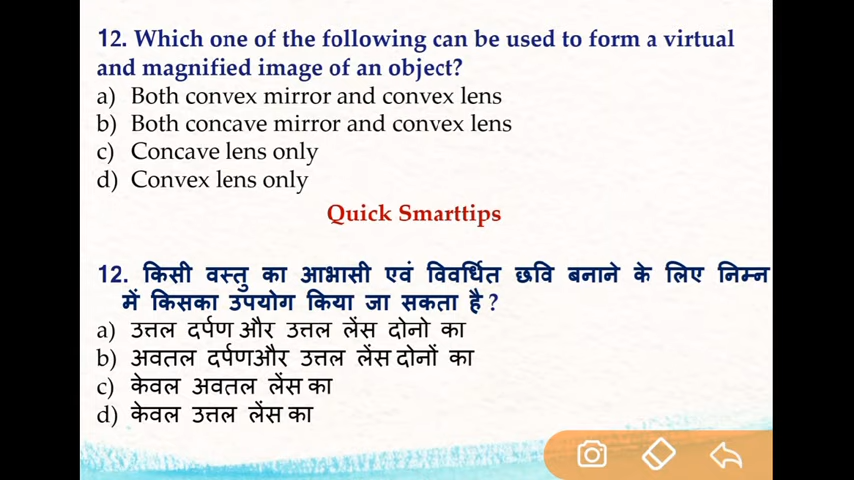 12. Which one of the following can be used to form a virtual
and magnified image of an object?
a) Both convex mirror and convex lens
b) Both concave mirror and convex lens
c) Concave lens only
d) Convex lens only
Quick Smarttips
12. किसी वस्तु का आभासी एवं विवर्धित छवि बनाने के लिए निम्न
में किसका उपयोग किया जा सकता है ?
a) उत्तल दर्पण और उत्तल लेंस दोनो का
b) अवतल दर्पणऔर उत्तल लेंस दोनों का
c) केवल अवतल लेंस का
d) केवल उत्तल लेंस का